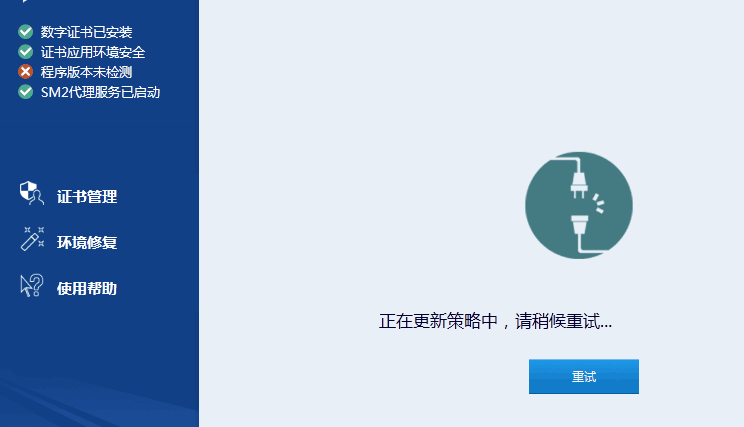 数字证书已安装
证书应用环境安全
程序版本未检测
SM2代理服务已启动
证书管理
环境修复
使用帮助
正在更新策略中，请稍候重试...
重试